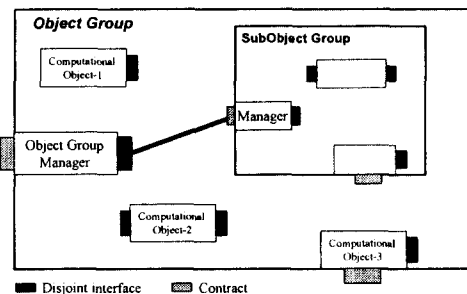 Object Group
SubObject Group
Computational
Object-1
Manager
Object Group
Manager
Computational
Object-2
Computational
Object-3
Disjoint interface
Contract